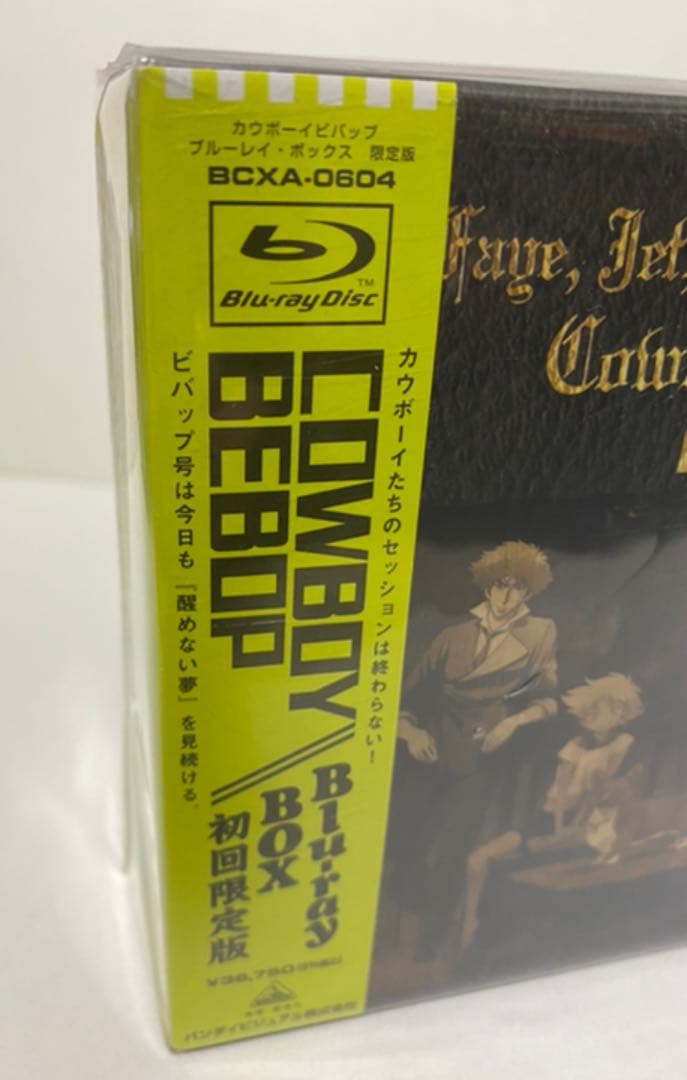 カウボーイビバップ
ブルーレイ・ボックス 限定版
BCXA-0604
Blu-ray Disc
TM
カウボーイたちのセッションは終わらない!
COWBOY
BEBOP
ビバップ号は今日も『醒めない夢』を見続ける。
Blu-ray
BOX
初回限定版
バンダイビジュアル株式会社
Faye, Jet,
Cow